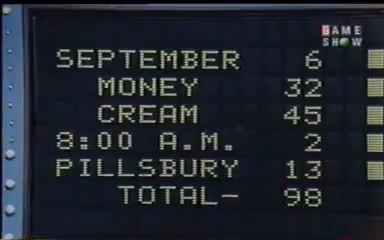 GAME
SHOW
SEPTEMBER 6
MONEY 32
CREAM 45
8:00 A.M. 2
PILLSBURY 13
TOTAL- 98